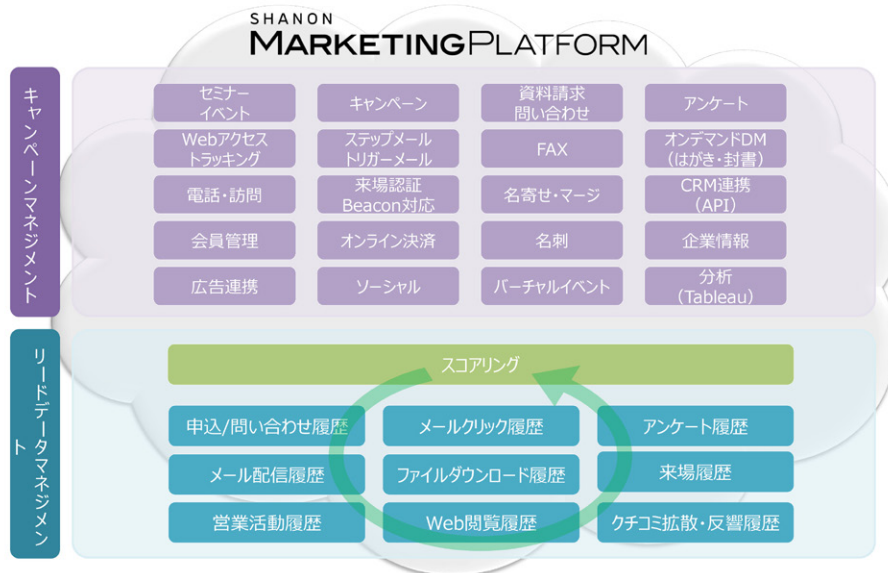 SHANON
MARKETINGPLATFORM
キャンペーンマネジメント
セミナー
イベント
キャンペーン
資料請求
問い合わせ
アンケート
Webアクセス
トラッキング
ステップメール
トリガーメール
FAX
オンデマンドDM
(はがき・封書)
電話・訪問
来場認証
Beacon対応
名寄せ・マージ
CRM連携
(API)
会員管理
オンライン決済
名刺
企業情報
広告連携
ソーシャル
バーチャルイベント
分析
(Tableau)
リードデータマネジメン
ト
スコアリング
申込/問い合わせ履歴
メールクリック履歴
アンケート履歴
メール配信履歴
ファイルダウンロード履歴
来場履歴
営業活動履歴
Web閲覧履歴
クチコミ拡散・反響履歴